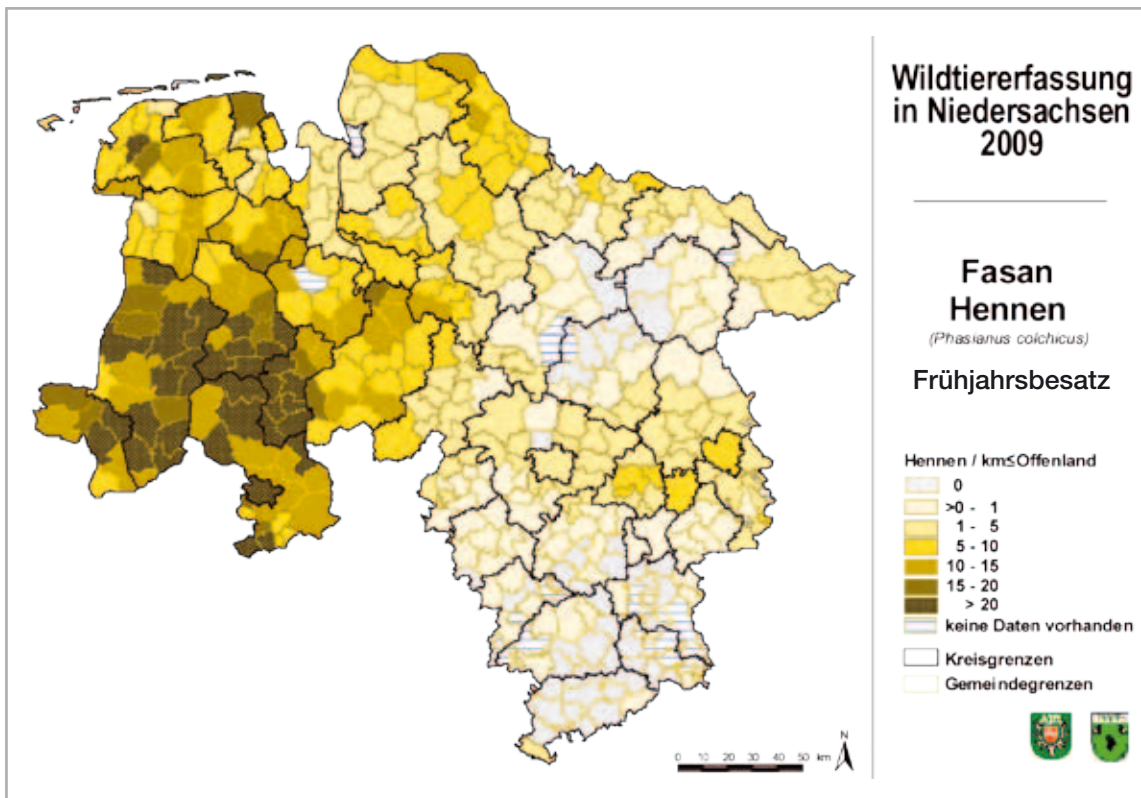 Wildtiererfassung
in Niedersachsen
2009
Fasan
Hennen
(Phasianus colchicus)
Frühjahrsbesatz
Hennen / km≤Offenland
0
>0 - 1
1 - 5
5 - 10
10 - 15
15 - 20
> 20
keine Daten vorhanden
Kreisgrenzen
Gemeindegrenzen
N
0 10 20 30 40 50 km